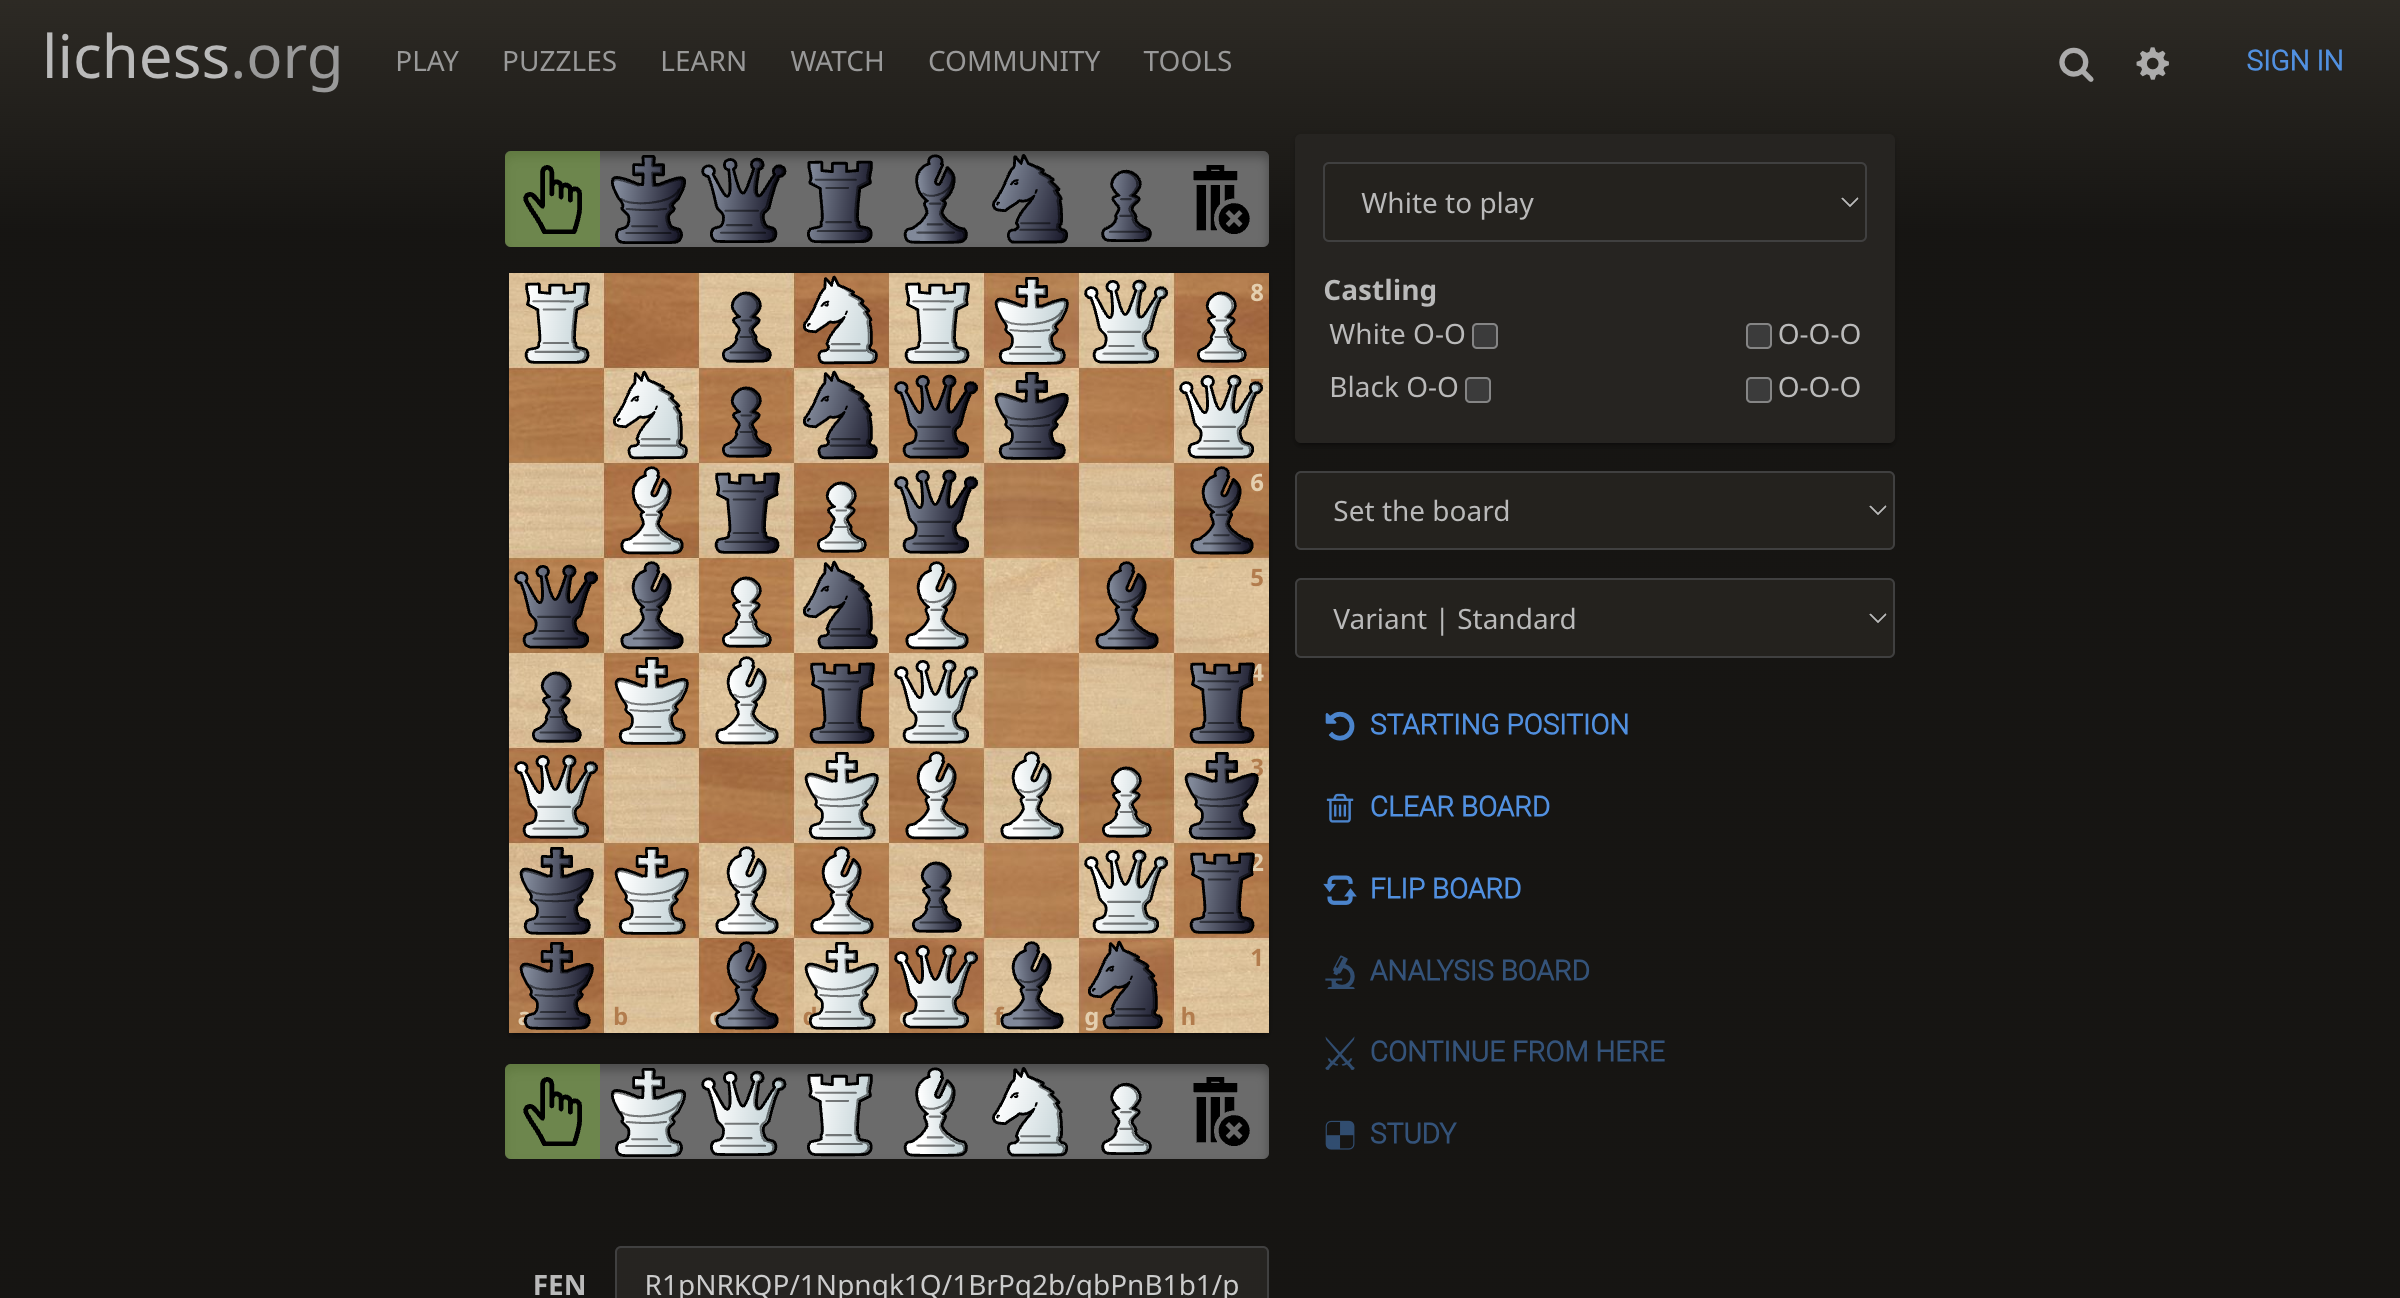 lichess.org PLAY PUZZLES LEARN WATCH COMMUNITY TOOLS SIGN IN
White to play
Castling
White O-O O-O-O
Black O-O O-O-O
Set the board
Variant | Standard
STARTING POSITION
CLEAR BOARD
FLIP BOARD
ANALYSIS BOARD
CONTINUE FROM HERE
STUDY
8
6
5
4
3
2
1
b g h
FEN R1pNRKQP/1Npnqk1Q/1BrPq2b/qbPnB1b1/p